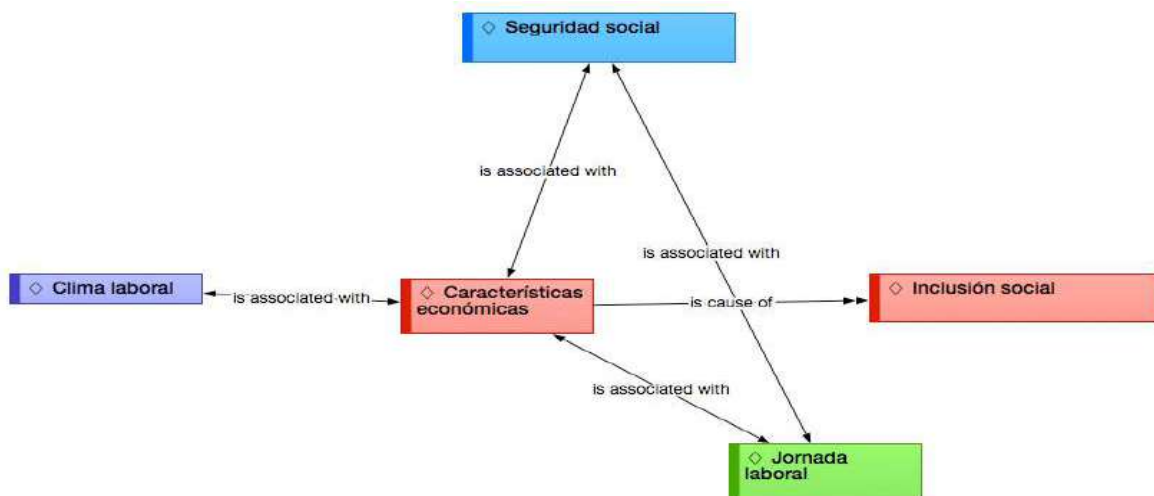 ◇ Seguridad social
is associated with
is associated with
◇ Clima laboral
is associated with
◇ Características
económicas
is cause of
◇ Inclusión social
is associated with
◇ Jornada
laboral